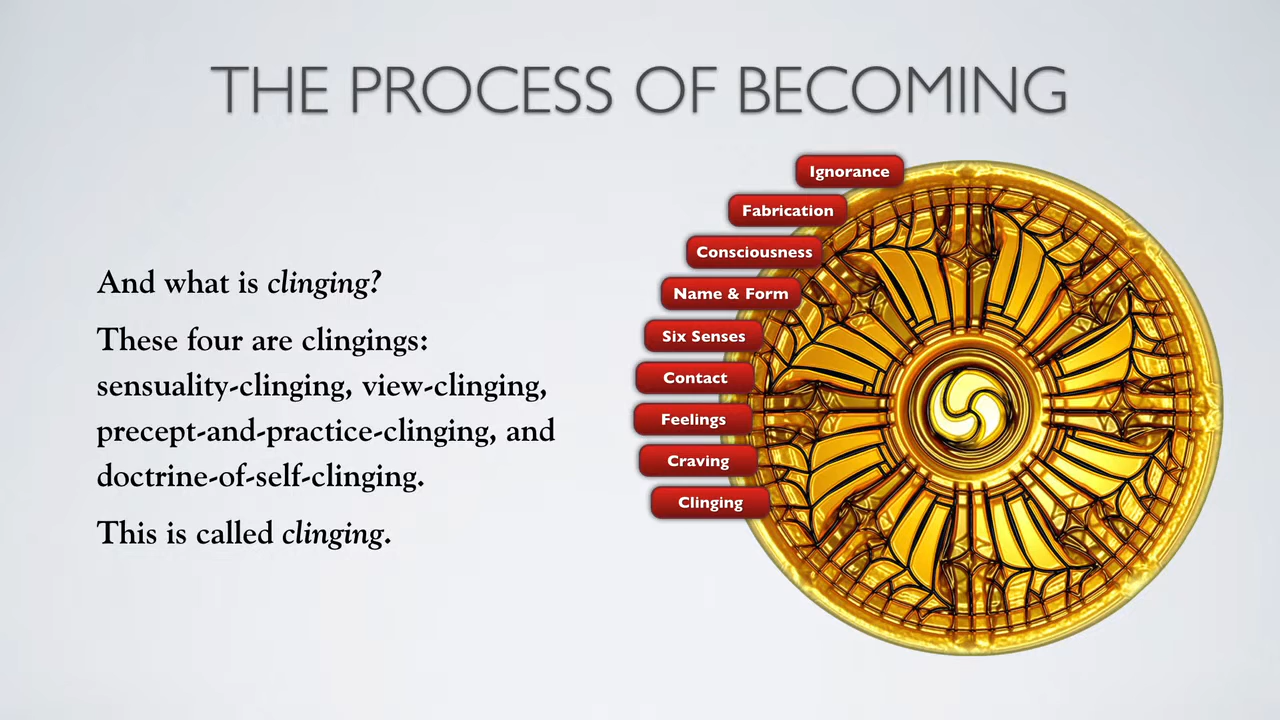 THE PROCESS OF BECOMING
And what is clinging?
These four are clingings:
sensuality-clinging, view-clinging,
precept-and-practice-clinging, and
doctrine-of-self-clinging.
This is called clinging.
Ignorance
Fabrication
Consciousness
Name & Form
Six Senses
Contact
Feelings
Craving
Clinging